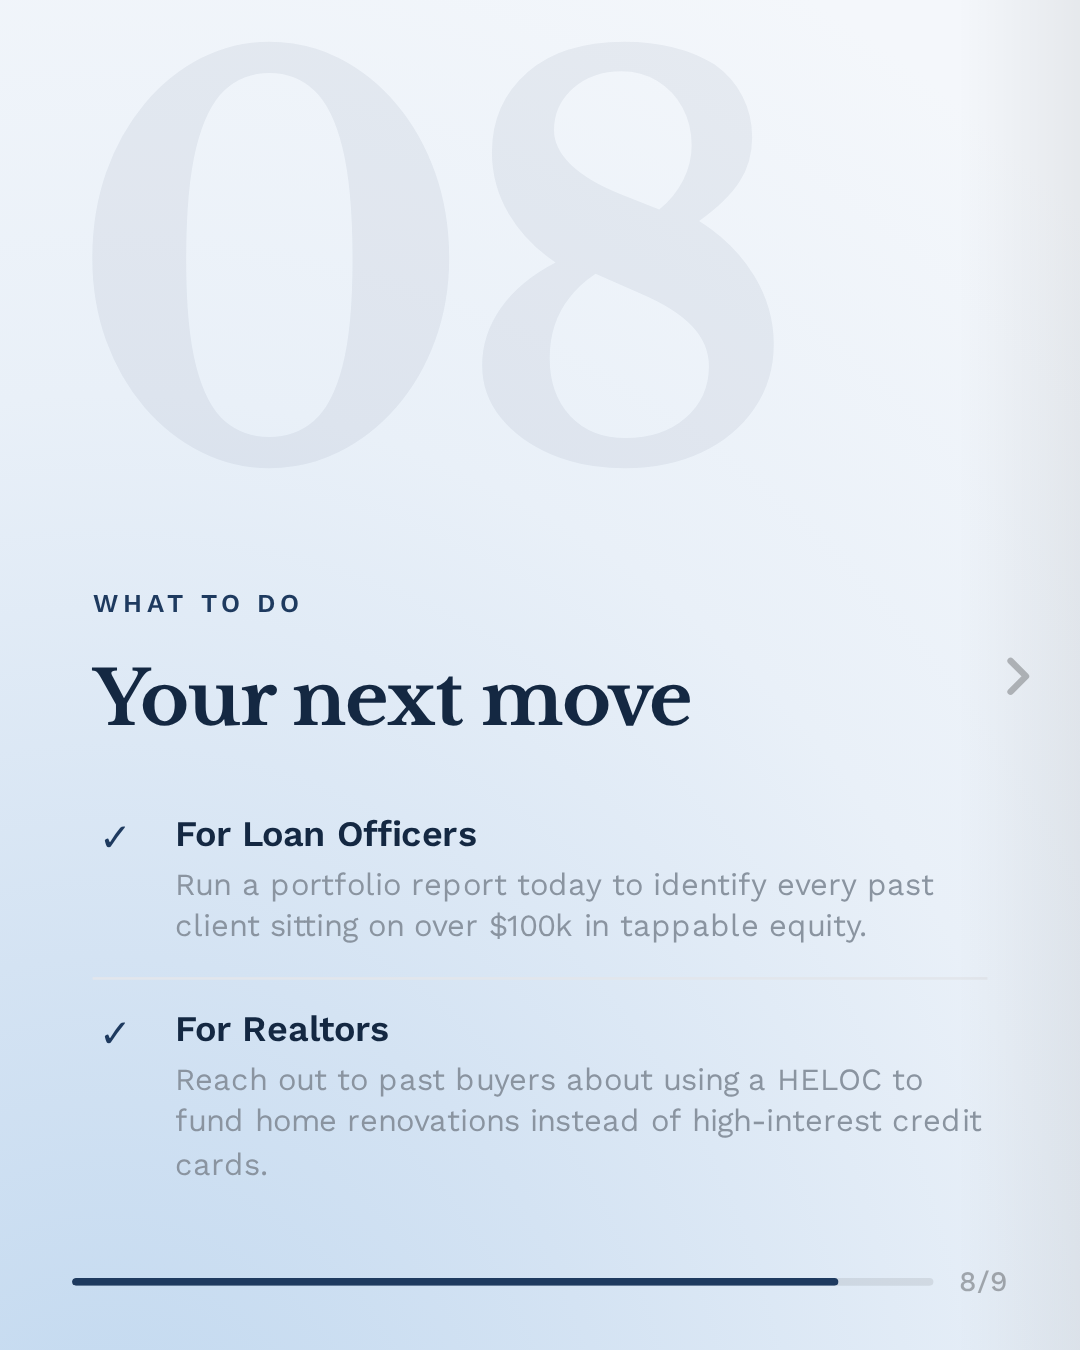 08
WHAT TO DO
Your next move
✓ For Loan Officers
Run a portfolio report today to identify every past
client sitting on over $100k in tappable equity.
✓ For Realtors
Reach out to past buyers about using a HELOC to
fund home renovations instead of high-interest credit
cards.
8/9